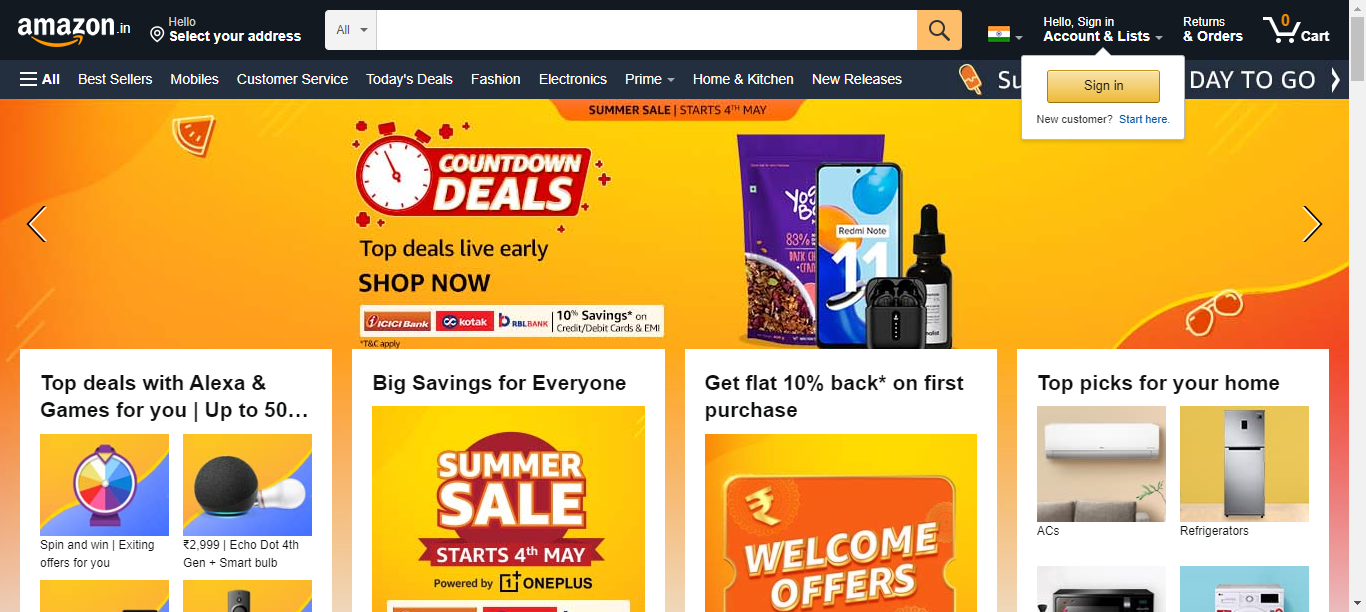 amazon.in
Hello
Select your address
All
Hello, Sign in
Account & Lists
Returns
& Orders
0
Cart
All
Best Sellers
Mobiles
Customer Service
Today's Deals
Fashion
Electronics
Prime
Home & Kitchen
New Releases
Su
DAY TO GO
Sign in
New customer? Start here.
SUMMER SALE | STARTS 4TH MAY
COUNTDOWN
DEALS
Top deals live early
SHOP NOW
ICICI Bank
kotak
RBLBANK
10% Savings* on
Credit/Debit Cards & EMI
*T&C apply
Yog
83%
DARK CH
Redmi Note
11
Top deals with Alexa &
Games for you | Up to 50…
Spin and win | Exiting
offers for you
₹2,999 | Echo Dot 4th
Gen + Smart bulb
Big Savings for Everyone
SUMMER
SALE
STARTS 4th MAY
Powered by 1+ ONEPLUS
Get flat 10% back* on first
purchase
₹
WELCOME
OFFERS
Top picks for your home
ACs
Refrigerators